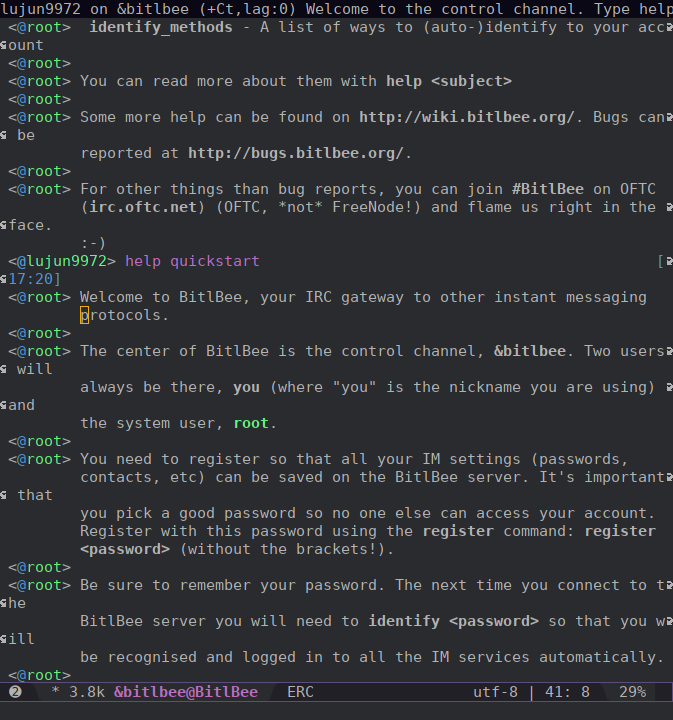 lujun9972 on &bitlbee (+Ct,lag:0) Welcome to the control channel. Type help
<@root>  identify_methods - A list of ways to (auto-)identify to your acc
ount
<@root>
<@root> You can read more about them with help <subject>
<@root>
<@root> Some more help can be found on http://wiki.bitlbee.org/. Bugs can
 be
reported at http://bugs.bitlbee.org/.
<@root>
<@root> For other things than bug reports, you can join #BitlBee on OFTC
(irc.oftc.net) (OFTC, *not* FreeNode!) and flame us right in the
face.
:-)
<@lujun9972> help quickstart [
17:20]
<@root> Welcome to BitlBee, your IRC gateway to other instant messaging
protocols.
<@root>
<@root> The center of BitlBee is the control channel, &bitlbee. Two users
 will
always be there, you (where "you" is the nickname you are using)
and
the system user, root.
<@root>
<@root> You need to register so that all your IM settings (passwords,
contacts, etc) can be saved on the BitlBee server. It's important
 that
you pick a good password so no one else can access your account.
Register with this password using the register command: register
<password> (without the brackets!).
<@root>
<@root> Be sure to remember your password. The next time you connect to t
he
BitlBee server you will need to identify <password> so that you w
ill
be recognised and logged in to all the IM services automatically.
<@root>
❷ * 3.8k &bitlbee@BitlBee ERC utf-8 | 41: 8 29%